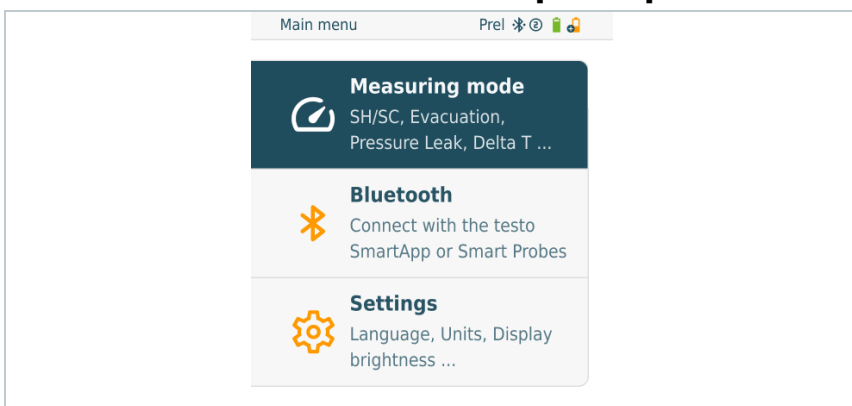 Main menu
Prel ②
Measuring mode
SH/SC, Evacuation,
Pressure Leak, Delta T ...
Bluetooth
Connect with the testo
SmartApp or Smart Probes
Settings
Language, Units, Display
brightness ...